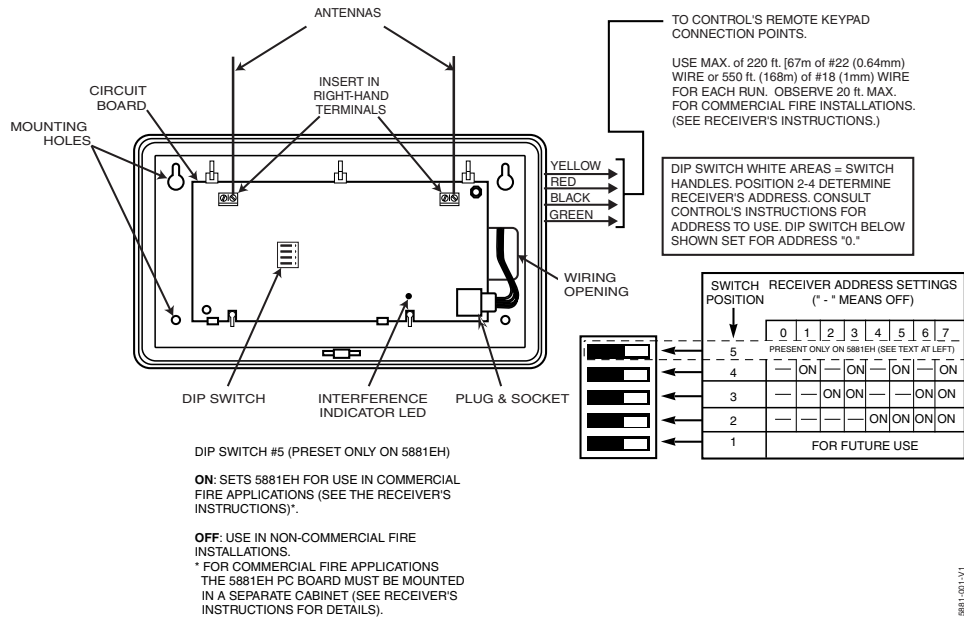 ANTENNAS
CIRCUIT
BOARD
MOUNTING
HOLES
INSERT IN
RIGHT-HAND
TERMINALS
TO CONTROL'S REMOTE KEYPAD
CONNECTION POINTS.
USE MAX. of 220 ft. [67m of #22 (0.64mm)
WIRE or 550 ft. (168m) of #18 (1mm) WIRE
FOR EACH RUN. OBSERVE 20 ft. MAX.
FOR COMMERCIAL FIRE INSTALLATIONS.
(SEE RECEIVER'S INSTRUCTIONS.)
YELLOW
RED
BLACK
GREEN
DIP SWITCH WHITE AREAS = SWITCH
HANDLES. POSITION 2-4 DETERMINE
RECEIVER'S ADDRESS. CONSULT
CONTROL'S INSTRUCTIONS FOR
ADDRESS TO USE. DIP SWITCH BELOW
SHOWN SET FOR ADDRESS "0."
WIRING
OPENING
DIP SWITCH
INTERFERENCE
INDICATOR LED
PLUG & SOCKET
SWITCH
POSITION
RECEIVER ADDRESS SETTINGS
(" - " MEANS OFF)
0 1 2 3 4 5 6 7
5 PRESENT ONLY ON 5881EH (SEE TEXT AT LEFT)
4 — ON — ON — ON — ON
3 — — ON ON — — ON ON
2 — — — — ON ON ON ON
1 FOR FUTURE USE
DIP SWITCH #5 (PRESET ONLY ON 5881EH)
ON: SETS 5881EH FOR USE IN COMMERCIAL
FIRE APPLICATIONS (SEE THE RECEIVER'S
INSTRUCTIONS)*.
OFF: USE IN NON-COMMERCIAL FIRE
INSTALLATIONS.
* FOR COMMERCIAL FIRE APPLICATIONS
THE 5881EH PC BOARD MUST BE MOUNTED
IN A SEPARATE CABINET (SEE RECEIVER'S
INSTRUCTIONS FOR DETAILS).
5881-001-V1